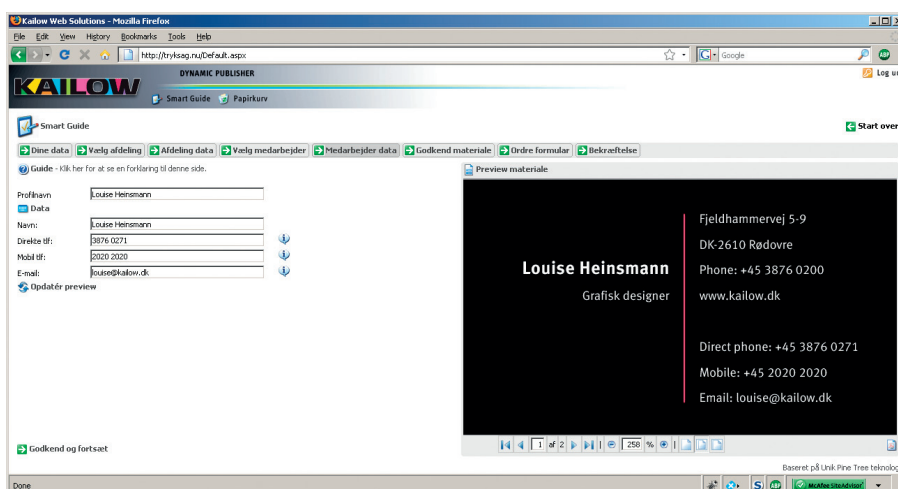 Kailow Web Solutions - Mozilla Firefox
File Edit View History Bookmarks Tools Help
http://tryksag.nu/Default.aspx
G Google
ABP
KAILOW
DYNAMIC PUBLISHER
Smart Guide Papirkurv
Log u
Smart Guide
Start over
Dine data Vælg afdeling Afdeling data Vælg medarbejder Medarbejder data Godkend materiale Ordre formular Bekræftelse
Guide - Klik her for at se en forklaring til denne side.
Profilnavn Louise Heinsmann
Data
Navn: Louise Heinsmann
Direkte tlf: 3876 0271
Mobil tlf: 2020 2020
E-mail: louise@kailow.dk
Opdatér preview
Godkend og fortsæt
Preview materiale
Louise Heinsmann
Grafisk designer
Fjeldhammervej 5-9
DK-2610 Rødovre
Phone: +45 3876 0200
www.kailow.dk
Direct phone: +45 3876 0271
Mobile: +45 2020 2020
Email: louise@kailow.dk
1 af 2 258 %
Baseret på Unik Pine Tree teknolog
Done
S ABP McAfee SiteAdvisor